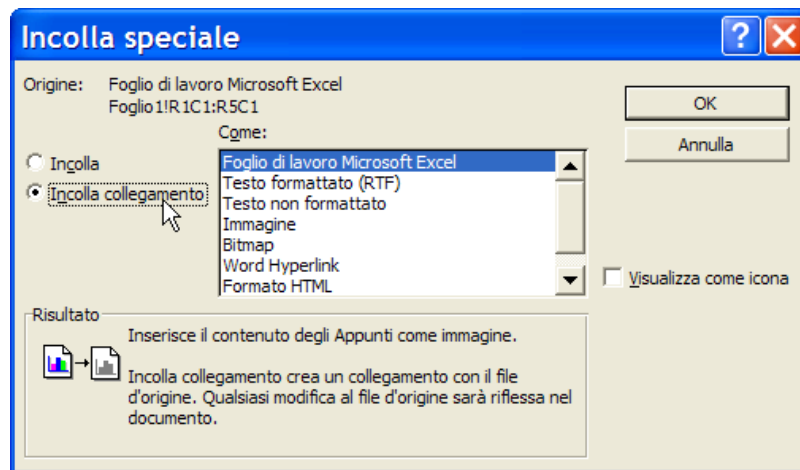 Incolla speciale
Origine: Foglio di lavoro Microsoft Excel
Foglio1!R1C1:R5C1
OK
Annulla
Come:
Incolla
Incolla collegamento
Foglio di lavoro Microsoft Excel
Testo formattato (RTF)
Testo non formattato
Immagine
Bitmap
Word Hyperlink
Formato HTML
Visualizza come icona
Risultato
Inserisce il contenuto degli Appunti come immagine.
Incolla collegamento crea un collegamento con il file
d'origine. Qualsiasi modifica al file d'origine sarà riflessa nel
documento.